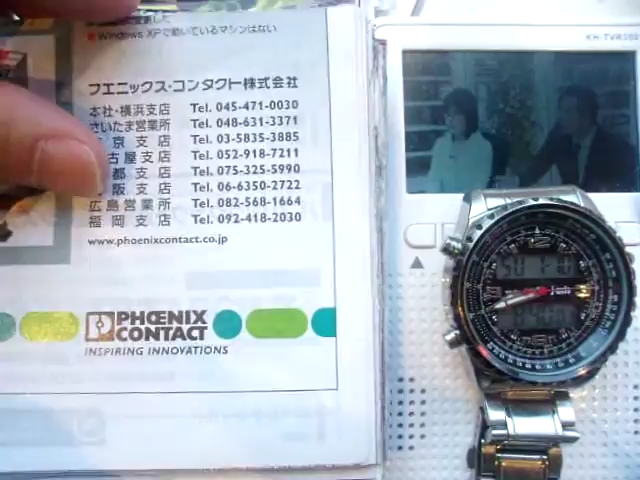 Windows XPで動いているマシンはない
KH-TVR300
フエニックス・コンタクト株式会社
本社・横浜支店 Tel. 045-471-0030
さいたま営業所 Tel. 048-631-3371
京支店 Tel. 03-5835-3885
古屋支店 Tel. 052-918-7211
都支店 Tel. 075-325-5990
阪支店 Tel. 06-6350-2722
広島営業所 Tel. 082-568-1664
福岡支店 Tel. 092-418-2030
www.phoenixcontact.co.jp
PHŒNIX
CONTACT
INSPIRING INNOVATIONS